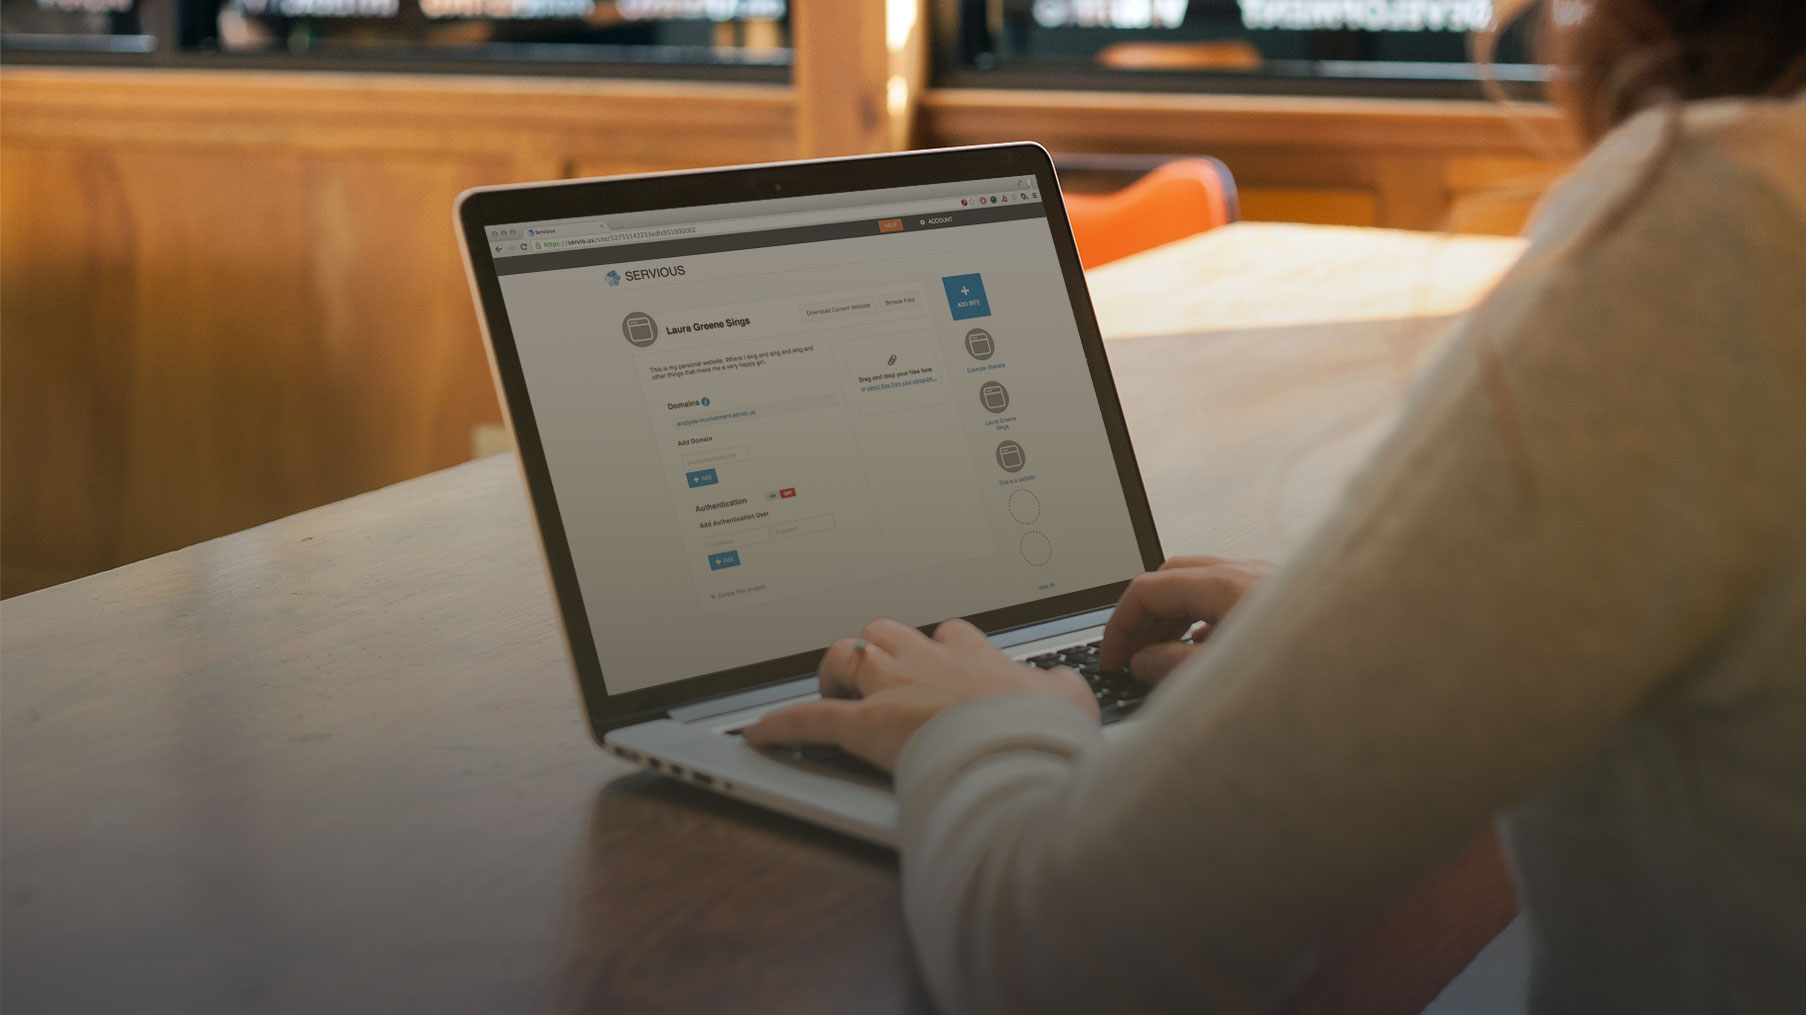 Servious
https://servio.us/site/
HELP
ACCOUNT
SERVIOUS
Laura Greene Sings
Download Current Website
Browse Files
+
ADD SITE
This is my personal website. Where I sing and sing and sing and
other things that make me a very happy girl.
Drag and drop your files here
or select files from your computer...
Example Website
Domains i
analysis-involvement.servio.us
Laura Greene
Sings
Add Domain
+ Add
This is a website
Authentication
ON OFF
Add Authentication User
Username
Password
+ Add
Delete this project...
View All